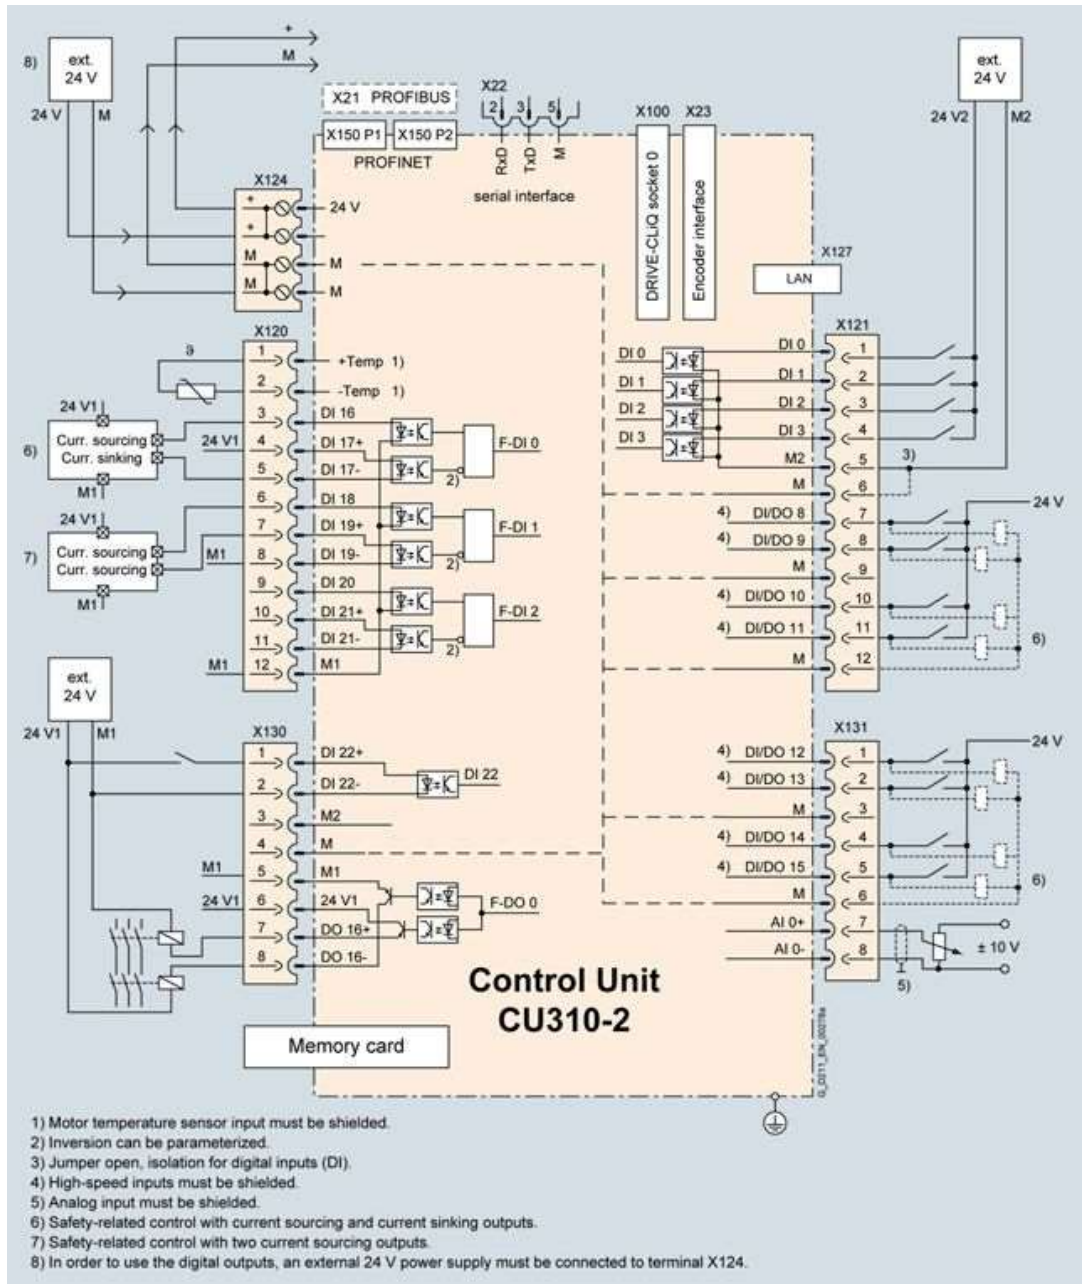 +
M
8)
ext.
24 V
24 V
M
X21 PROFIBUS
X150 P1
X150 P2
PROFINET
X22
2
3
5
RxD
TxD
M
serial interface
X100
X23
DRIVE-CLiQ socket 0
Encoder interface
ext.
24 V
24 V2
M2
X127
LAN
X124
+
24 V
+
M
M
M
M
X120
1
+Temp 1)
2
-Temp 1)
3
DI 16
4
DI 17+
5
DI 17-
6
DI 18
7
DI 19+
8
DI 19-
9
DI 20
10
DI 21+
11
DI 21-
12
M1
24 V1
M1
M1
2)
F-DI 0
2)
F-DI 1
2)
F-DI 2
6)
24 V1
Curr. sourcing
Curr. sinking
M1
7)
24 V1
Curr. sourcing
Curr. sourcing
M1
X121
DI 0
DI 0
1
DI 1
DI 1
2
DI 2
DI 2
3
DI 3
DI 3
4
M2
5
3)
M
6
4) DI/DO 8
7
24 V
4) DI/DO 9
8
M
9
4) DI/DO 10
10
4) DI/DO 11
11
6)
M
12
ext.
24 V
24 V1
M1
X130
1
DI 22+
2
DI 22-
DI 22
3
M2
4
M
M1
5
M1
24 V1
6
24 V1
7
DO 16+
8
DO 16-
F-DO 0
X131
4) DI/DO 12
1
24 V
4) DI/DO 13
2
M
3
4) DI/DO 14
4
4) DI/DO 15
5
6)
M
6
AI 0+
7
AI 0-
8
± 10 V
5)
Control Unit
CU310-2
Memory card
G_D211_EN_00278a
1) Motor temperature sensor input must be shielded.
2) Inversion can be parameterized.
3) Jumper open, isolation for digital inputs (DI).
4) High-speed inputs must be shielded.
5) Analog input must be shielded.
6) Safety-related control with current sourcing and current sinking outputs.
7) Safety-related control with two current sourcing outputs.
8) In order to use the digital outputs, an external 24 V power supply must be connected to terminal X124.